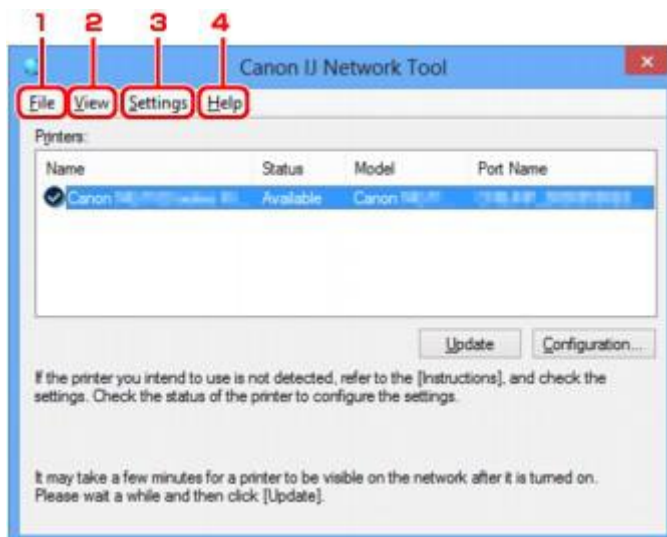 1 2 3 4
Canon IJ Network Tool
File View Settings Help
Printers:
Name Status Model Port Name
Canon Available Canon
Update Configuration...
If the printer you intend to use is not detected, refer to the [Instructions], and check the
settings. Check the status of the printer to configure the settings.
It may take a few minutes for a printer to be visible on the network after it is turned on.
Please wait a while and then click [Update].